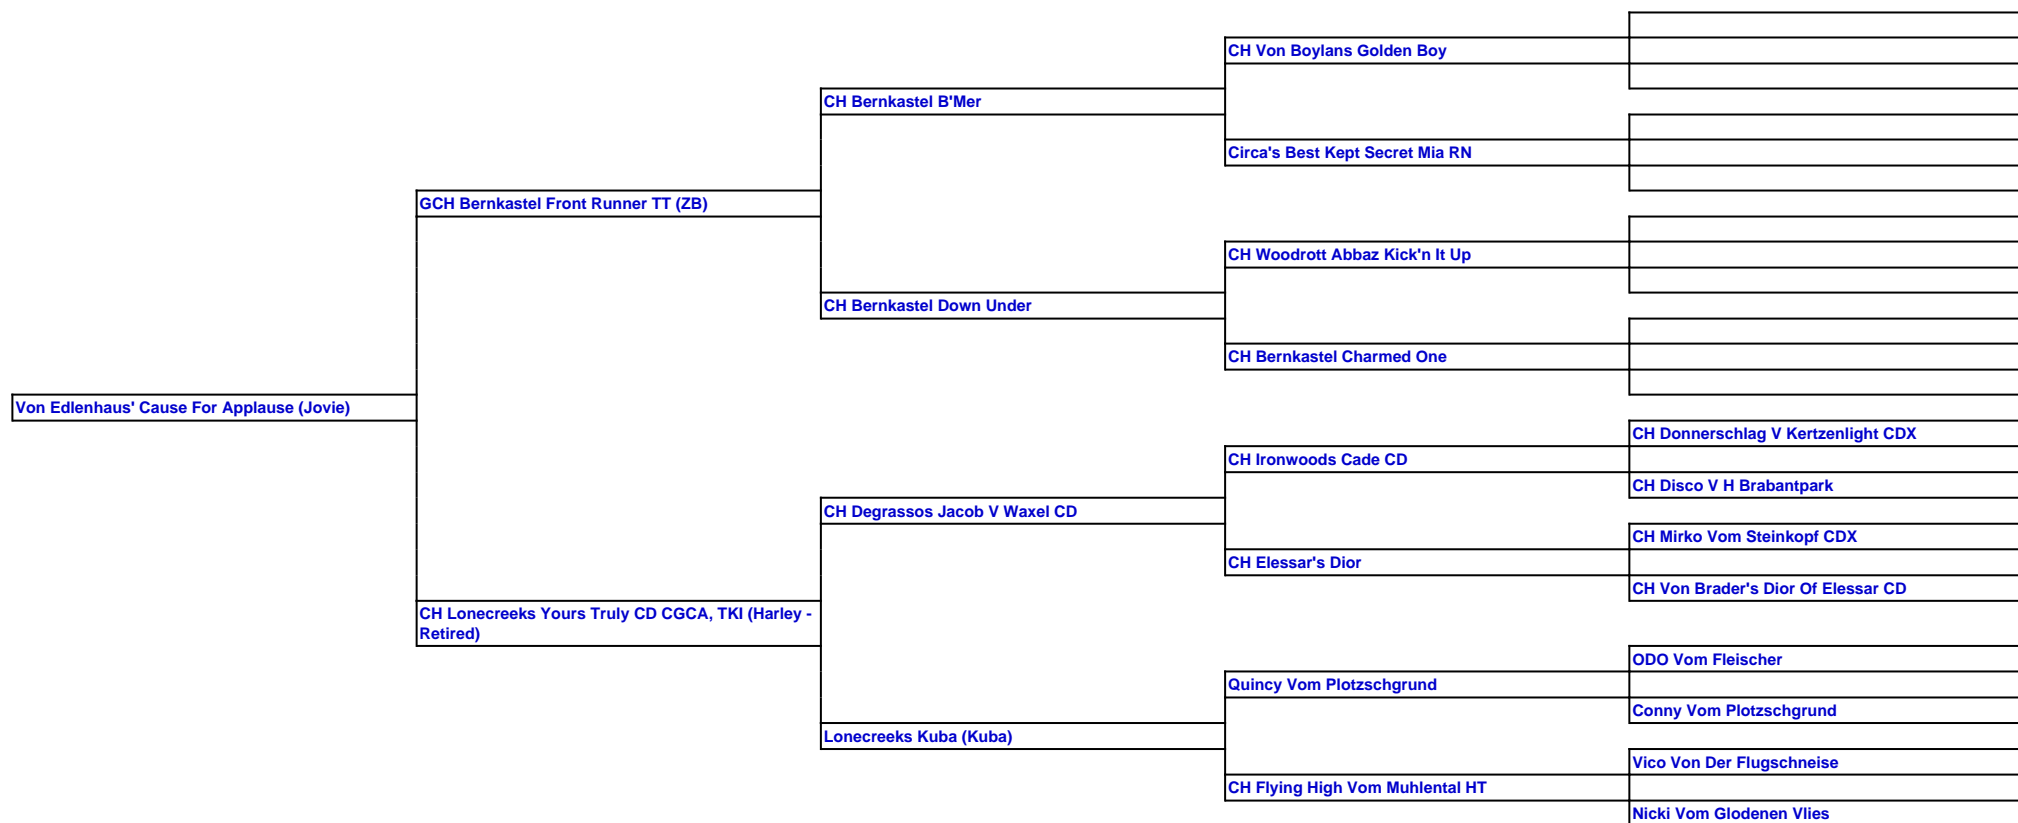 CH Von Boylans Golden Boy
CH Bernkastel B'Mer
Circa's Best Kept Secret Mia RN
GCH Bernkastel Front Runner TT (ZB)
CH Woodrott Abbaz Kick'n It Up
CH Bernkastel Down Under
CH Bernkastel Charmed One
Von Edlenhaus' Cause For Applause (Jovie)
CH Donnerschlag V Kertzenlight CDX
CH Ironwoods Cade CD
CH Disco V H Brabantpark
CH Degrassos Jacob V Waxel CD
CH Mirko Vom Steinkopf CDX
CH Elessar's Dior
CH Von Brader's Dior Of Elessar CD
CH Lonecreeks Yours Truly CD CGCA, TKI (Harley -
Retired)
ODO Vom Fleischer
Quincy Vom Plotzschgrund
Conny Vom Plotzschgrund
Lonecreeks Kuba (Kuba)
Vico Von Der Flugschneise
CH Flying High Vom Muhlental HT
Nicki Vom Glodenen Vlies